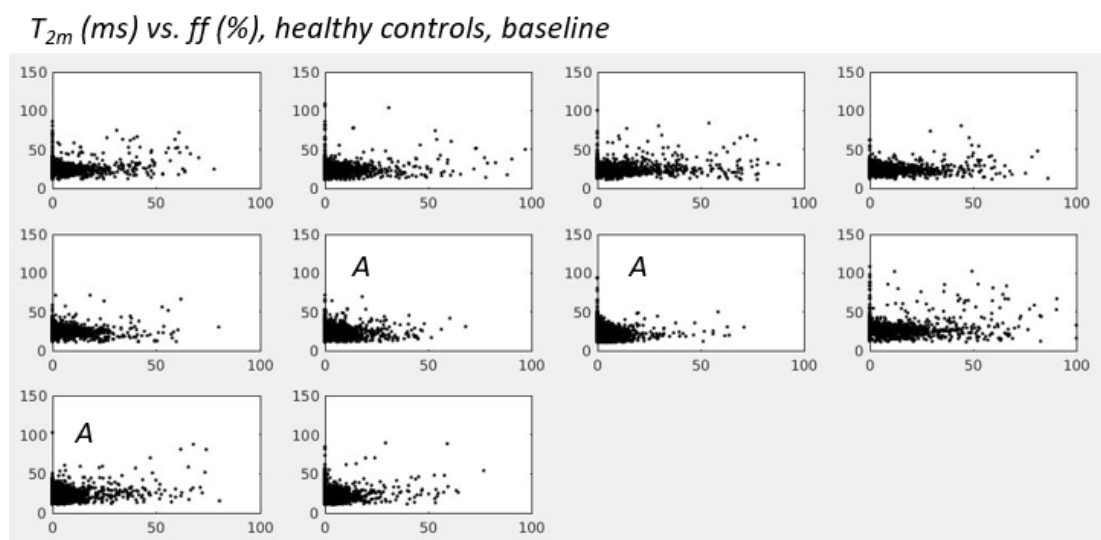 T2m (ms) vs. ff (%), healthy controls, baseline
150 150 150 150
100 100 100 100
50 50 50 50
0 0 0 0
0 50 100 0 50 100 0 50 100 0 50 100
150 150 150 150
100 A 100 A 100 100
50 50 50 50
0 0 0 0
0 50 100 0 50 100 0 50 100 0 50 100
150 150
100 A 100
50 50
0 0
0 50 100 0 50 100